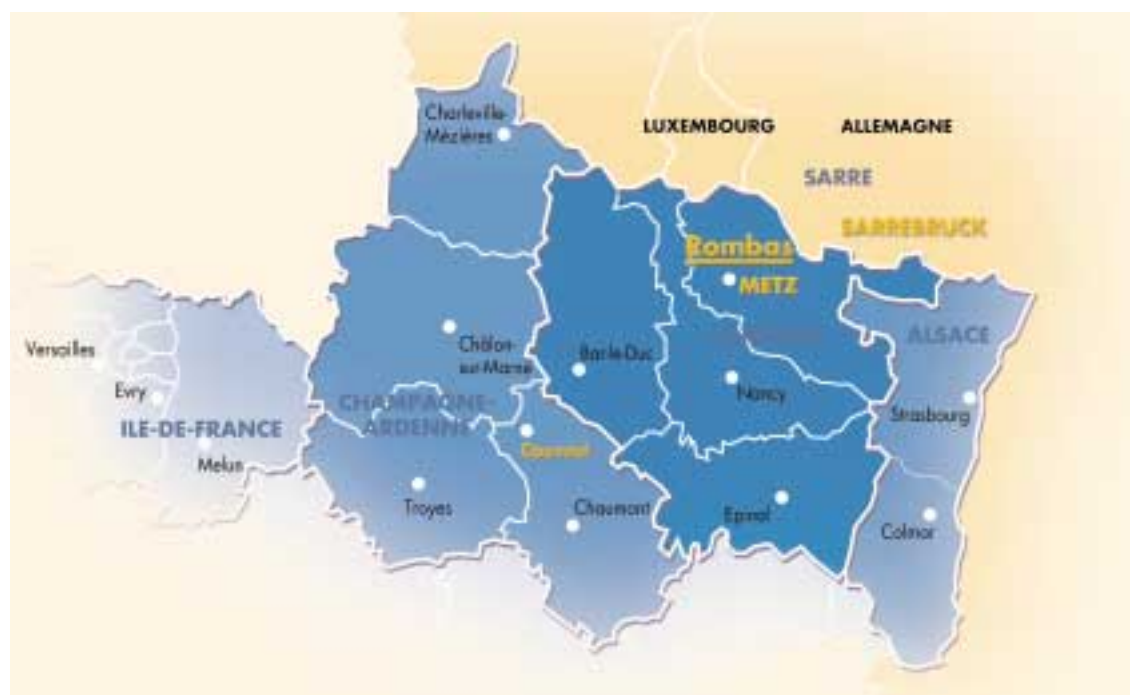 Charleville-
Mézières
LUXEMBOURG
ALLEMAGNE
SARRE
SARREBRUCK
Rombas
METZ
Versailles
Châlon-
sur-Marne
Bar-le-Duc
ALSACE
Evry
CHAMPAGNE-
ARDENNE
Nancy
Strasbourg
ILE-DE-FRANCE
Melun
Troyes
Chaumont
Epinal
Colmar